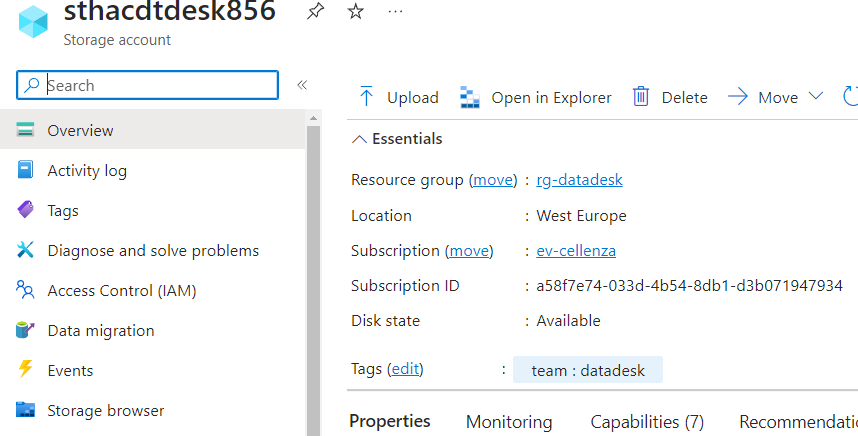 sthacdtdesk856
Storage account
Search
Overview
Activity log
Tags
Diagnose and solve problems
Access Control (IAM)
Data migration
Events
Storage browser
Upload Open in Explorer Delete Move
Essentials
Resource group (move) : rg-datadesk
Location : West Europe
Subscription (move) : ev-cellenza
Subscription ID : a58f7e74-033d-4b54-8db1-d3b071947934
Disk state : Available
Tags (edit) : team : datadesk
Properties Monitoring Capabilities (7) Recommendatio